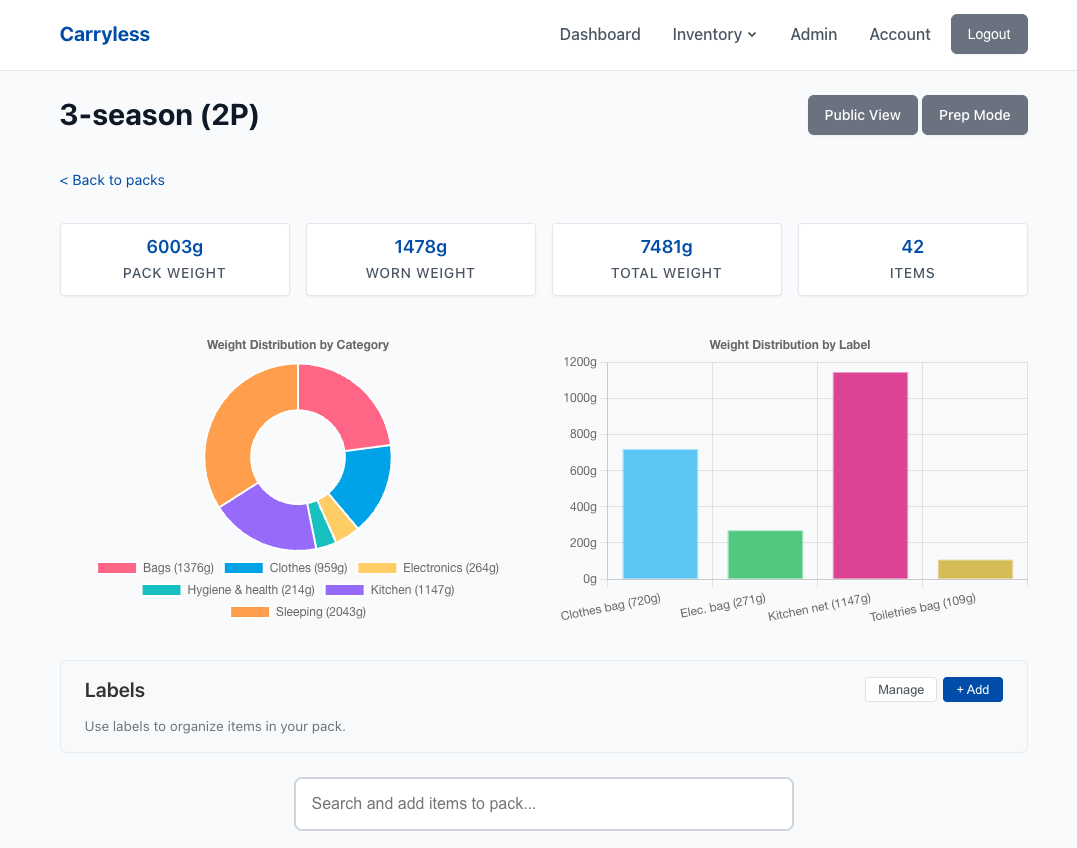 Carryless
Dashboard
Inventory
Admin
Account
Logout
3-season (2P)
Public View
Prep Mode
< Back to packs
6003g
PACK WEIGHT
1478g
WORN WEIGHT
7481g
TOTAL WEIGHT
42
ITEMS
Weight Distribution by Category
Bags (1376g)
Clothes (959g)
Electronics (264g)
Hygiene & health (214g)
Kitchen (1147g)
Sleeping (2043g)
Weight Distribution by Label
1200g
1000g
800g
600g
400g
200g
0g
Clothes bag (720g)
Elec. bag (271g)
Kitchen net (1147g)
Toiletries bag (109g)
Labels
Manage
+ Add
Use labels to organize items in your pack.
Search and add items to pack...